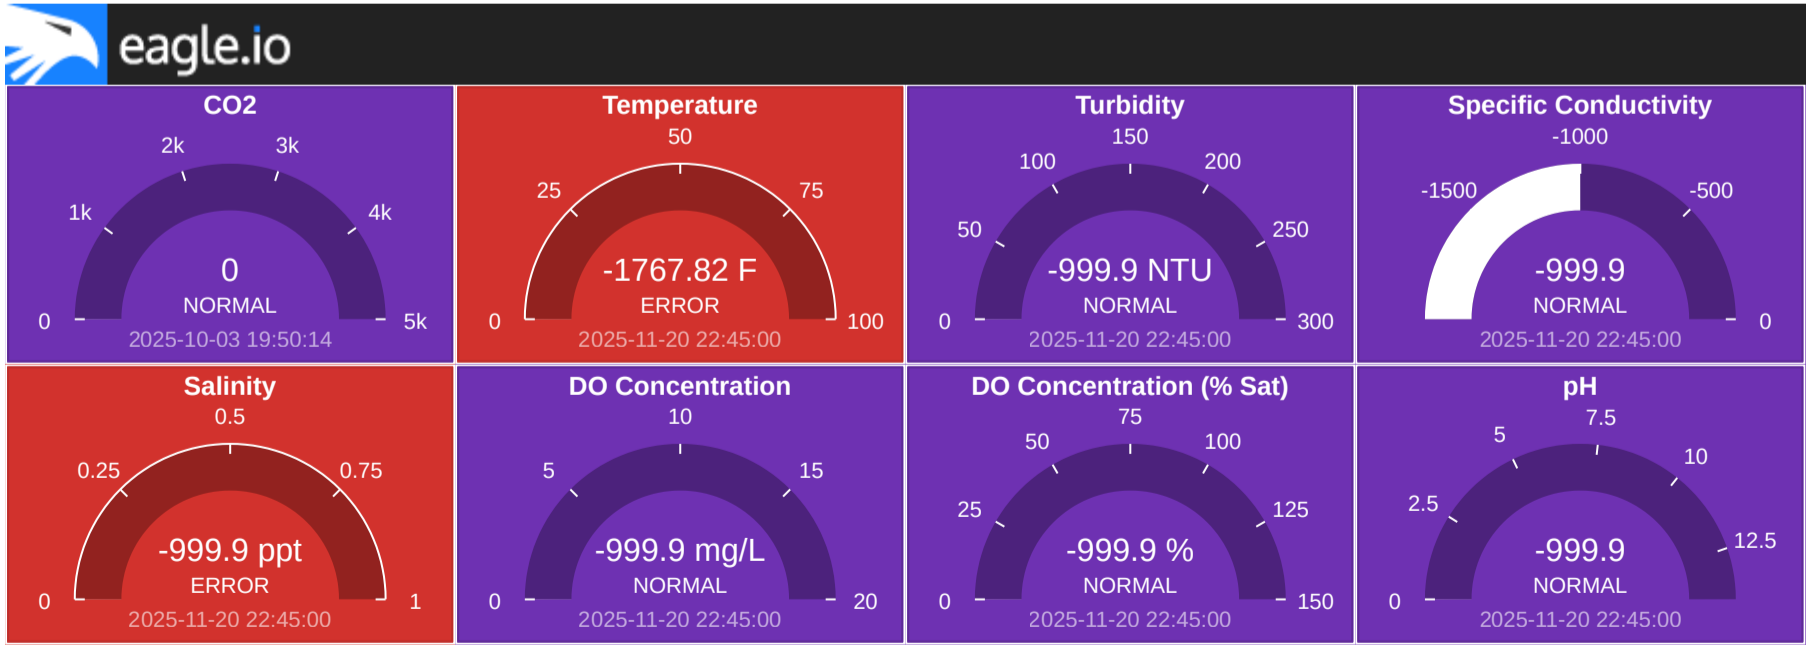 eagle.io
CO2
2k
3k
1k
4k
0
5k
0
NORMAL
2025-10-03 19:50:14
Temperature
50
25
75
0
100
-1767.82 F
ERROR
2025-11-20 22:45:00
Turbidity
150
100
200
50
250
0
300
-999.9 NTU
NORMAL
2025-11-20 22:45:00
Specific Conductivity
-1000
-1500
-500
0
-999.9
NORMAL
2025-11-20 22:45:00
Salinity
0.5
0.25
0.75
0
1
-999.9 ppt
ERROR
2025-11-20 22:45:00
DO Concentration
10
5
15
0
20
-999.9 mg/L
NORMAL
2025-11-20 22:45:00
DO Concentration (% Sat)
75
50
100
25
125
0
150
-999.9 %
NORMAL
2025-11-20 22:45:00
pH
7.5
5
10
2.5
12.5
0
-999.9
NORMAL
2025-11-20 22:45:00